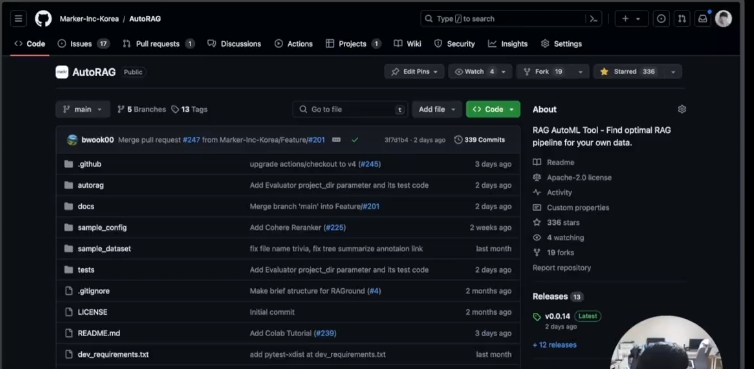 Marker-Inc-Korea / AutoRAG
Type / to search
Code Issues 17 Pull requests 1 Discussions Actions Projects 1 Wiki Security Insights Settings
AutoRAG Public
Edit Pins Watch 4 Fork 19 Starred 336
main 5 Branches 13 Tags
Go to file t
Add file Code
bwook00 Merge pull request #247 from Marker-Inc-Korea/Feature/#201 3f7d1b4 · 2 days ago 339 Commits
.github upgrade actions/checkout to v4 (#245) 3 days ago
autorag Add Evaluator project_dir parameter and its test code 2 days ago
docs Merge branch 'main' into Feature/#201 2 days ago
sample_config Add Cohere Reranker (#225) 2 weeks ago
sample_dataset fix file name trivia, fix tree summarize annotaion link last month
tests Add Evaluator project_dir parameter and its test code 2 days ago
.gitignore Make brief structure for RAGround (#4) 2 months ago
LICENSE Initial commit 2 months ago
README.md Add Colab Tutorial (#239) 3 days ago
dev_requirements.txt add pytest-xdist at dev_requirements.txt last month
About
RAG AutoML Tool - Find optimal RAG
pipeline for your own data.
Readme
Apache-2.0 license
Activity
Custom properties
336 stars
4 watching
19 forks
Report repository
Releases 13
v0.0.14 Latest
2 days ago
+ 12 releases